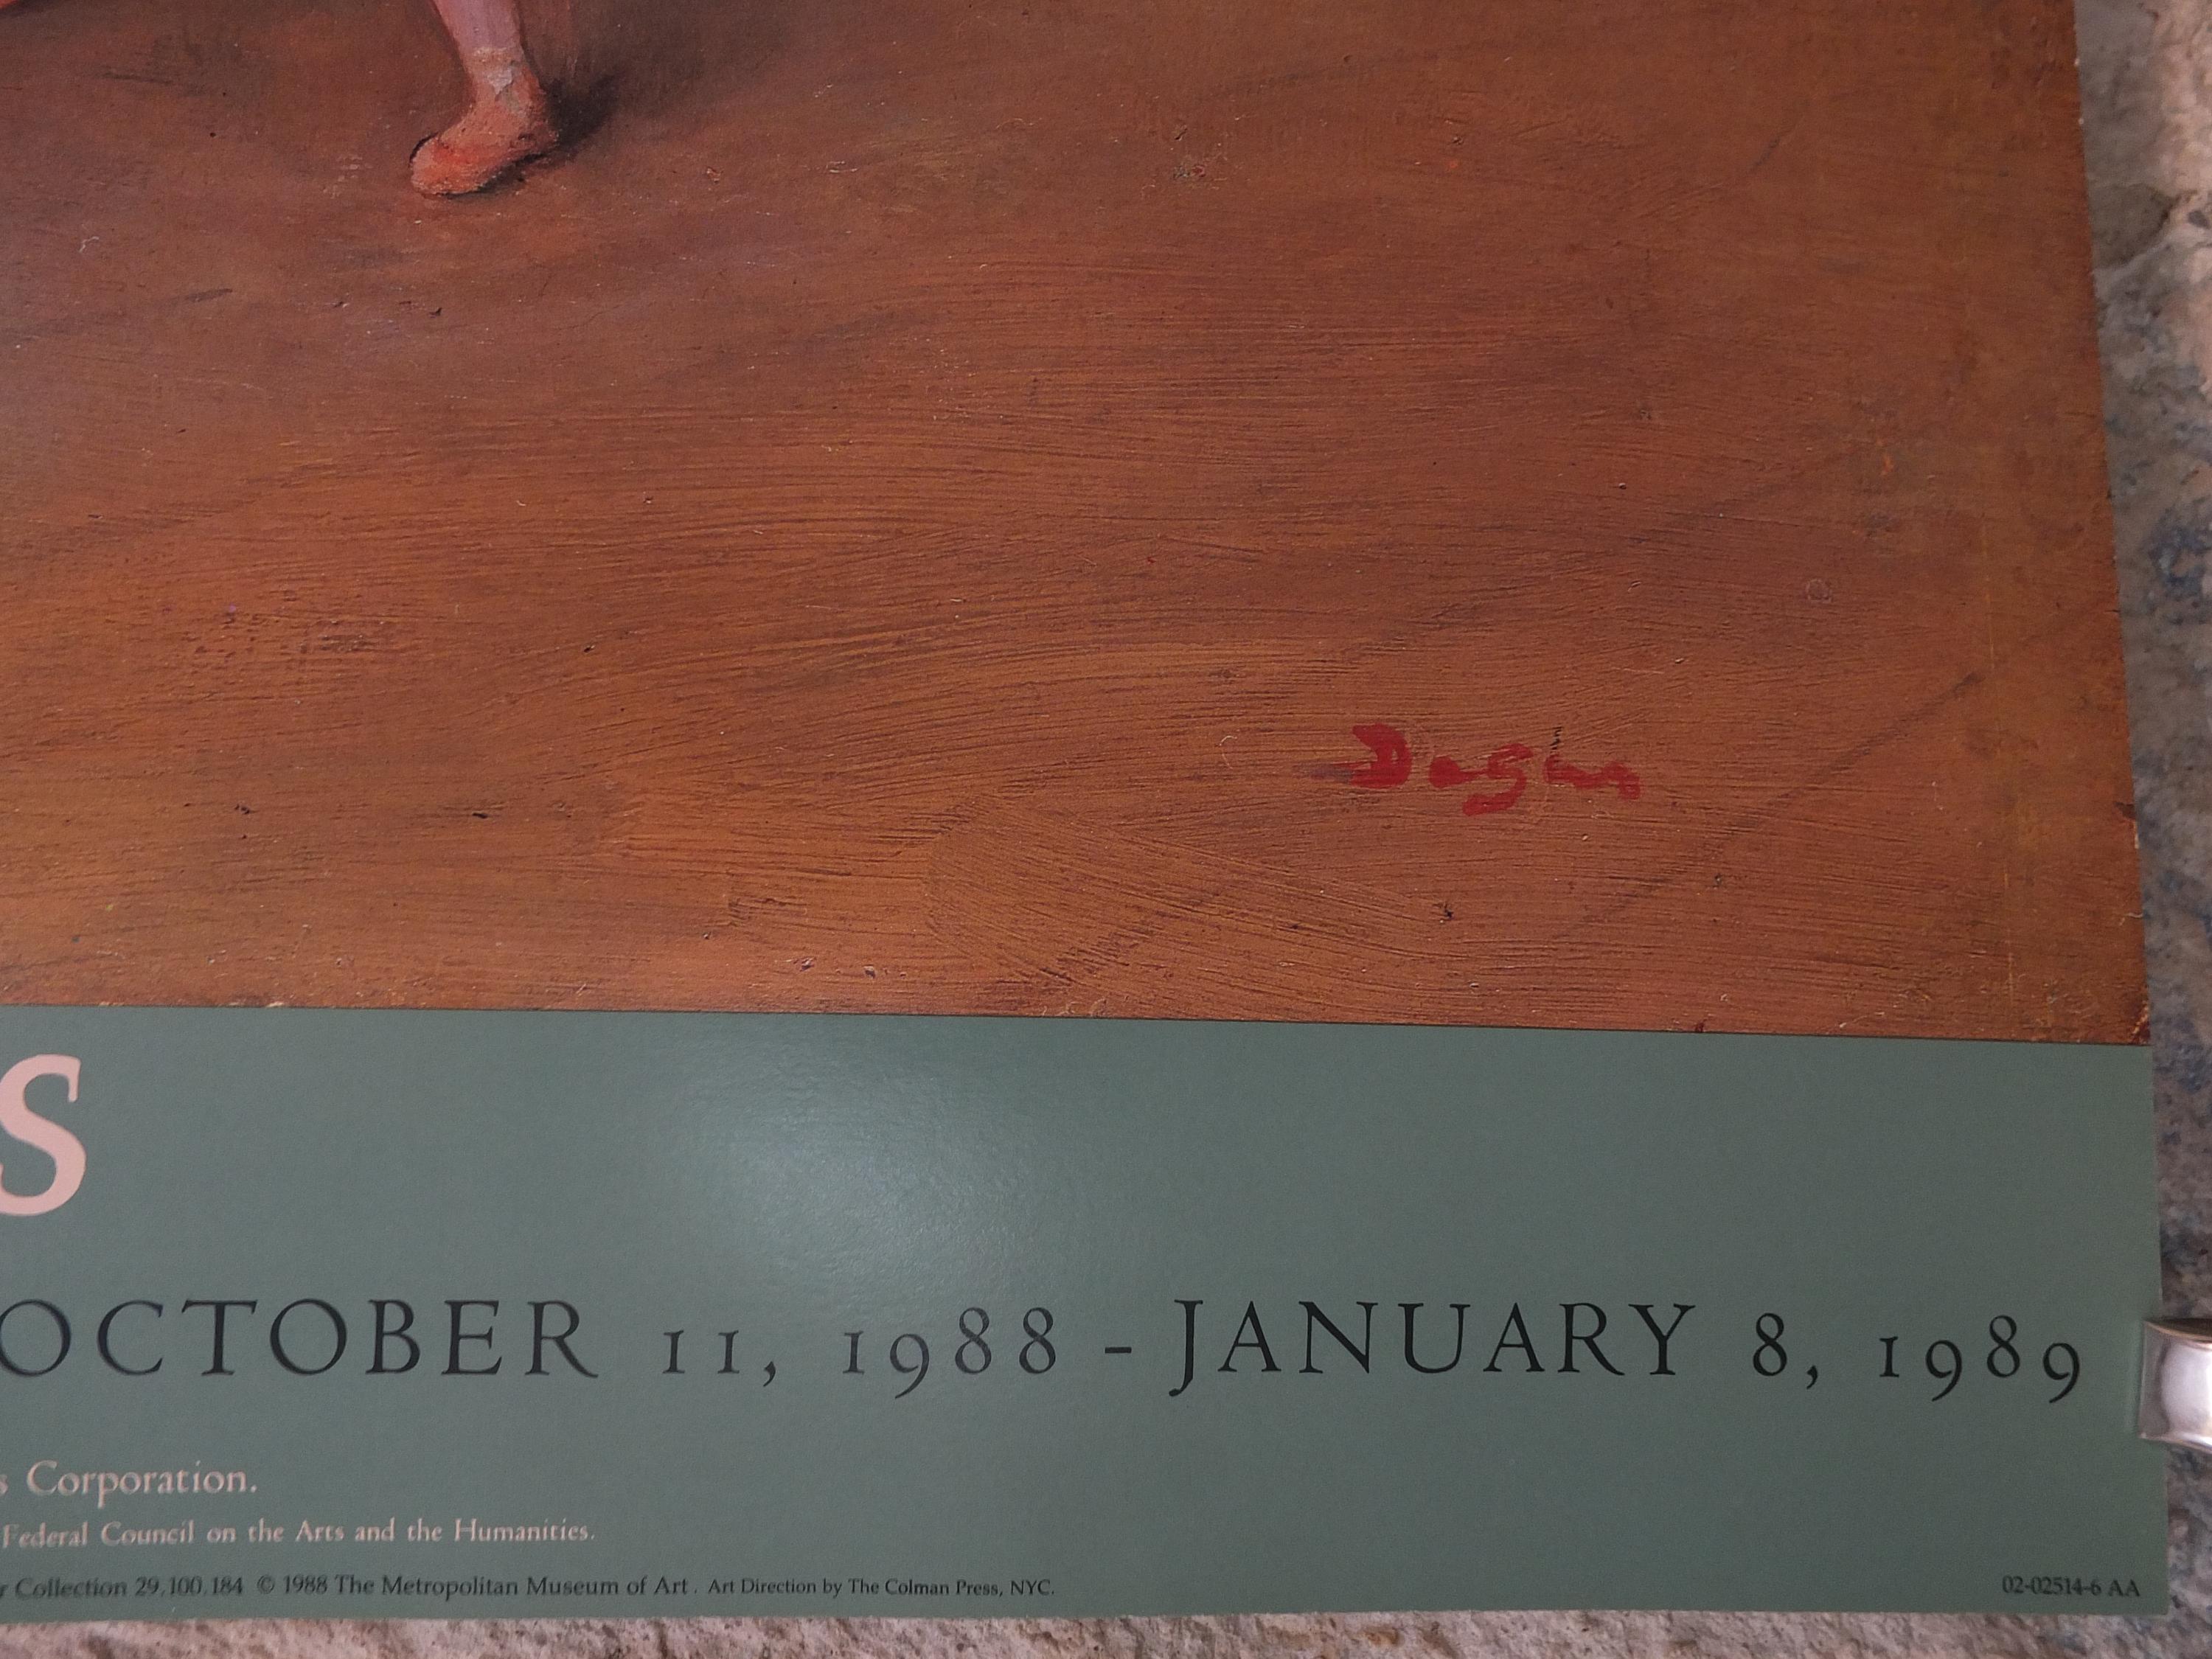 Degas
S
OCTOBER 11, 1988 - JANUARY 8, 1989
s Corporation.
Federal Council on the Arts and the Humanities.
r Collection 29.100.184 © 1988 The Metropolitan Museum of Art. Art Direction by The Colman Press, NYC.
02-02514-6 AA